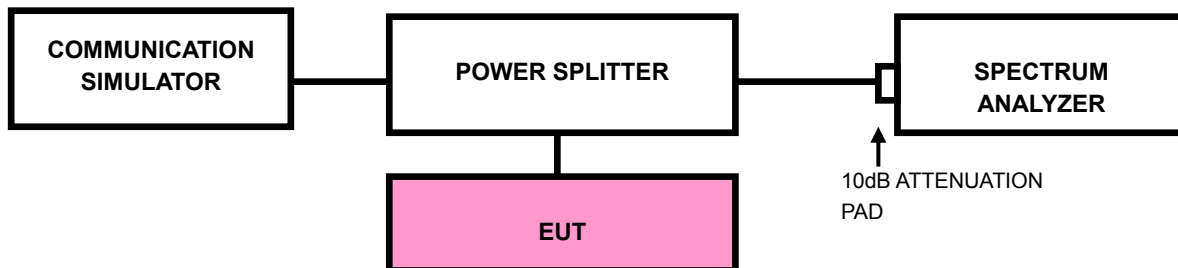 COMMUNICATION
SIMULATOR
POWER SPLITTER
SPECTRUM
ANALYZER
10dB ATTENUATION
PAD
EUT